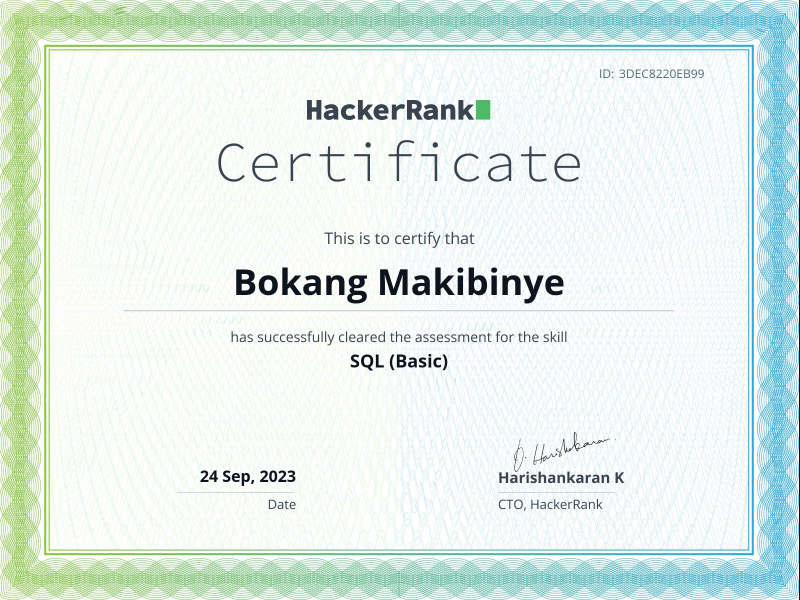 ID: 3DEC8220EB99
HackerRank
Certificate
This is to certify that
Bokang Makibinye
has successfully cleared the assessment for the skill
SQL (Basic)
24 Sep, 2023
Date
Harishankaran K
CTO, HackerRank